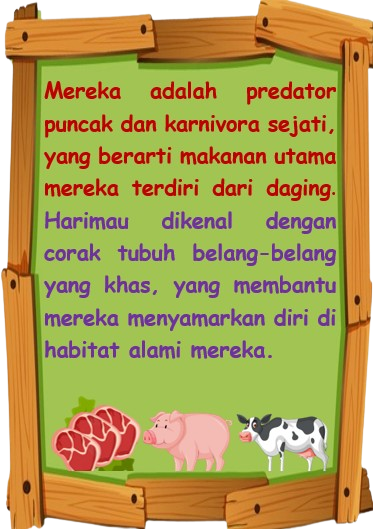 Mereka adalah predator
puncak dan karnivora sejati,
yang berarti makanan utama
mereka terdiri dari daging.
Harimau dikenal dengan
corak tubuh belang-belang
yang khas, yang membantu
mereka menyamarkan diri di
habitat alami mereka.